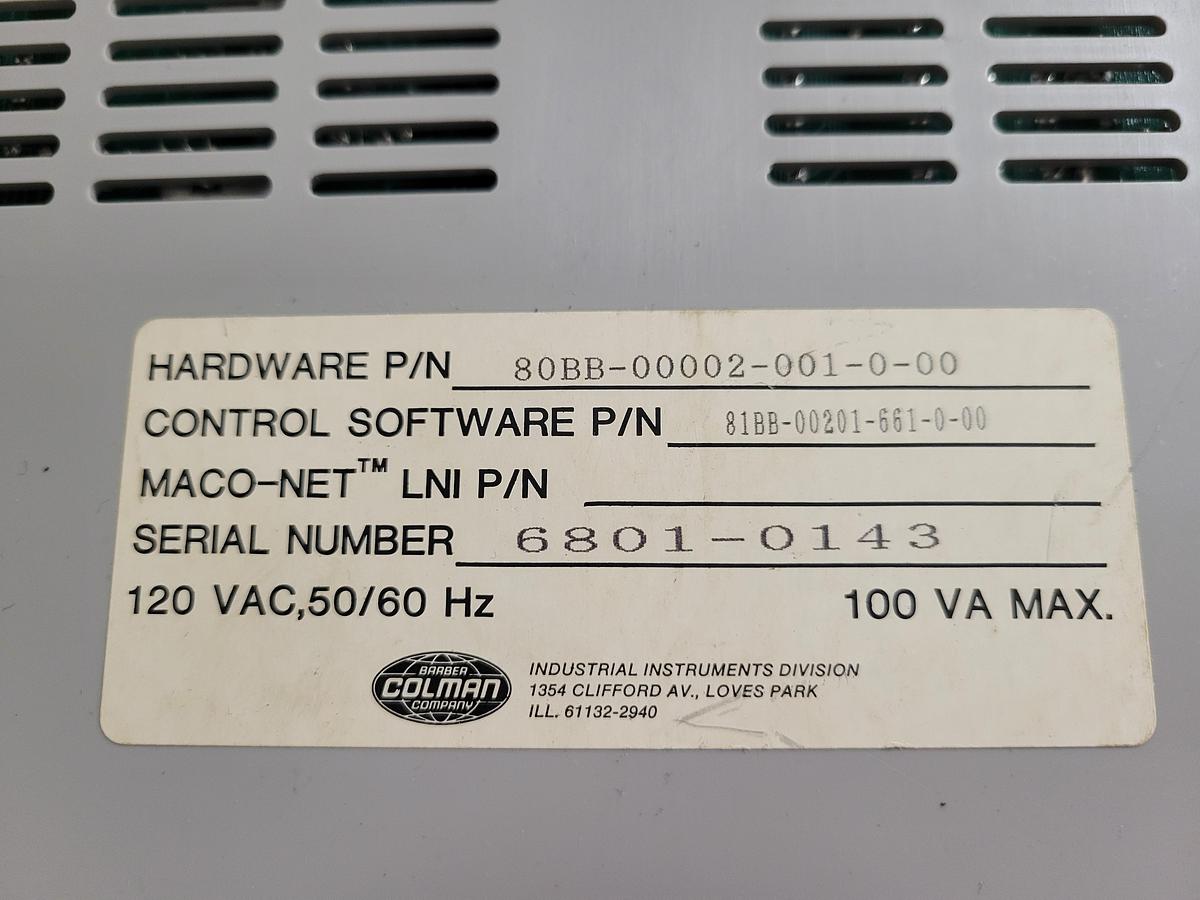 HARDWARE P/N 80BB-00002-001-0-00
CONTROL SOFTWARE P/N 81BB-00201-661-0-00
MACO-NET™ LNI P/N
SERIAL NUMBER 6801-0143
120 VAC,50/60 Hz 100 VA MAX.
BARBER
COLMAN
COMPANY
INDUSTRIAL INSTRUMENTS DIVISION
1354 CLIFFORD AV., LOVES PARK
ILL. 61132-2940